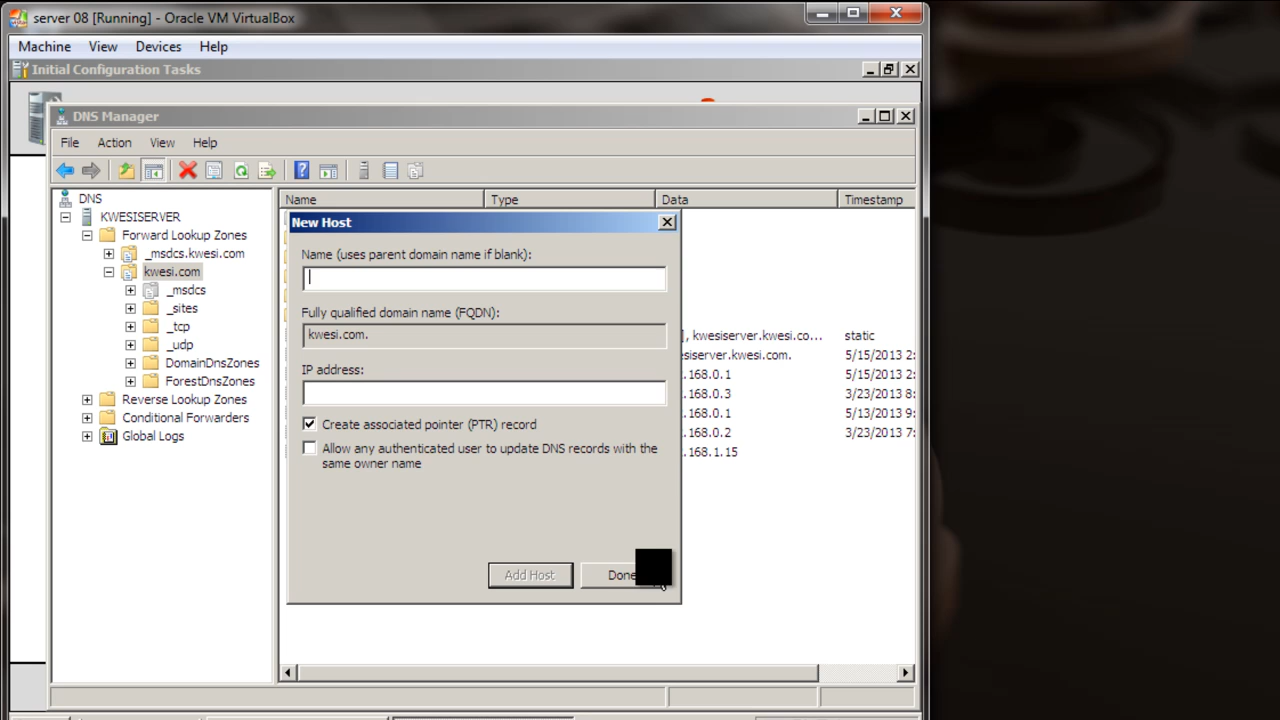 server 08 [Running] - Oracle VM VirtualBox
Machine View Devices Help
Initial Configuration Tasks
DNS Manager
File Action View Help
DNS
KWESISERVER
Forward Lookup Zones
_msdcs.kwesi.com
kwesi.com
_msdcs
_sites
_tcp
_udp
DomainDnsZones
ForestDnsZones
Reverse Lookup Zones
Conditional Forwarders
Global Logs
Name Type Data Timestamp
], kwesiserver.kwesi.co... static
esiserver.kwesi.com. 5/15/2013 2:
.168.0.1 5/15/2013 2:
.168.0.3 3/23/2013 8:
.168.0.1 5/13/2013 9:
.168.0.2 3/23/2013 7:
.168.1.15
New Host
Name (uses parent domain name if blank):
Fully qualified domain name (FQDN):
kwesi.com.
IP address:
Create associated pointer (PTR) record
Allow any authenticated user to update DNS records with the
same owner name
Add Host Done